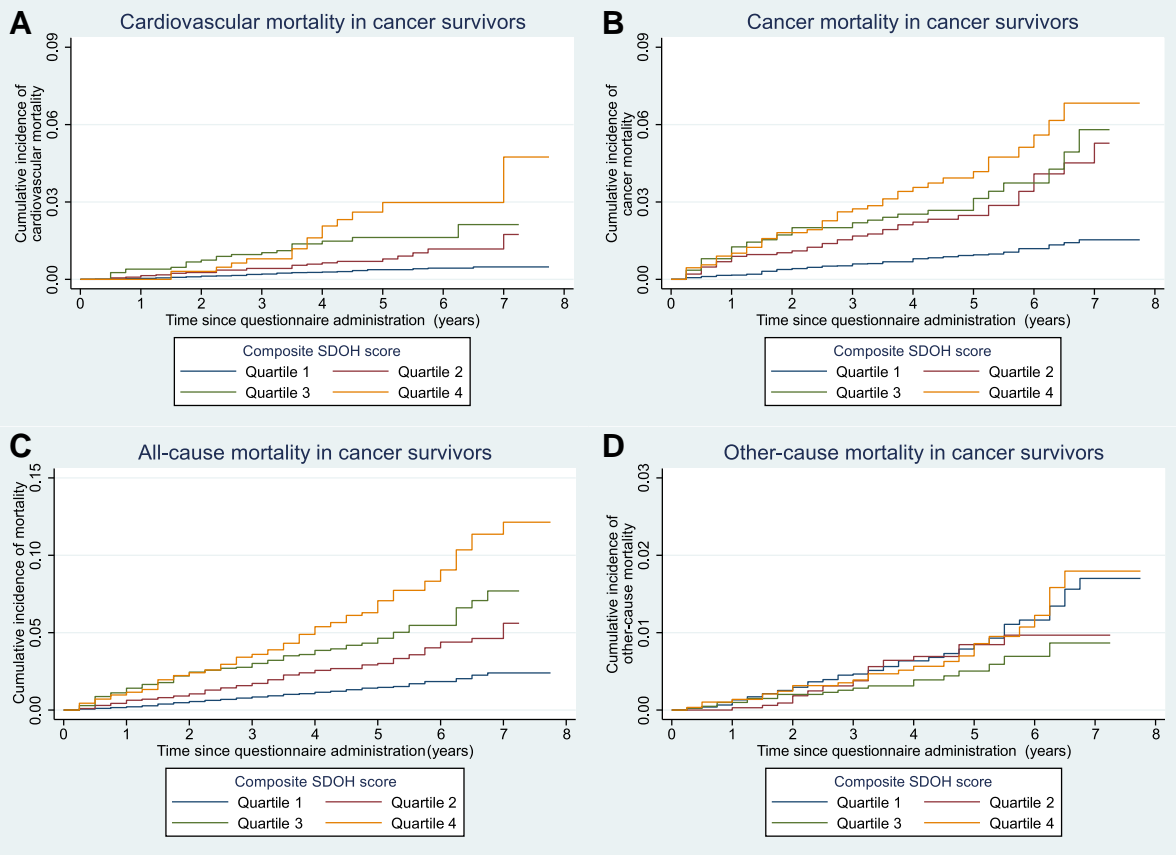 A
Cardiovascular mortality in cancer survivors
Cumulative incidence of
cardiovascular mortality
0.09
0.06
0.03
0.00
0 1 2 3 4 5 6 7 8
Time since questionnaire administration (years)
Composite SDOH score
Quartile 1 Quartile 2
Quartile 3 Quartile 4
B
Cancer mortality in cancer survivors
Cumulative incidence of
cancer mortality
0.09
0.06
0.03
0.00
0 1 2 3 4 5 6 7 8
Time since questionnaire administration (years)
Composite SDOH score
Quartile 1 Quartile 2
Quartile 3 Quartile 4
C
All-cause mortality in cancer survivors
Cumulative incidence of mortality
0.15
0.10
0.05
0.00
0 1 2 3 4 5 6 7 8
Time since questionnaire administration(years)
Composite SDOH score
Quartile 1 Quartile 2
Quartile 3 Quartile 4
D
Other-cause mortality in cancer survivors
Cumulative incidence of
other-cause mortality
0.03
0.02
0.01
0.00
0 1 2 3 4 5 6 7 8
Time since questionnaire administration (years)
Composite SDOH score
Quartile 1 Quartile 2
Quartile 3 Quartile 4